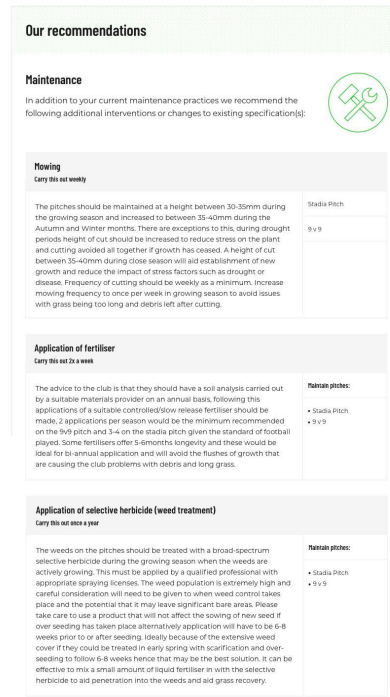 Our recommendations
Maintenance
In addition to your current maintenance practices we recommend the
following additional interventions or changes to existing specification(s):
Mowing
Carry this out weekly
The pitches should be maintained at a height between 30-35mm during
the growing season and increased to between 35-40mm during the
Autumn and Winter months. There are exceptions to this, during drought
periods height of cut should be increased to reduce stress on the plant
and cutting avoided all together if growth has ceased. A height of cut
between 35-40mm during close season will aid establishment of new
growth and reduce the impact of stress factors such as drought or
disease. Frequency of cutting should be weekly as a minimum. Increase
mowing frequency to once per week in growing season to avoid issues
with grass being too long and debris left after cutting.
Stadia Pitch
9 v 9
Application of fertiliser
Carry this out 2x a week
The advice to the club is that they should have a soil analysis carried out
by a suitable materials provider on an annual basis, following this
applications of a suitable controlled/slow release fertiliser should be
made, 2 applications per season would be the minimum recommended
on the 9v9 pitch and 3-4 on the stadia pitch given the standard of football
played. Some fertilisers offer 5-6months longevity and these would be
ideal for bi-annual application and will avoid the flushes of growth that
are causing the club problems with debris and long grass.
Maintain pitches:
• Stadia Pitch
• 9 v 9
Application of selective herbicide (weed treatment)
Carry this out once a year
The weeds on the pitches should be treated with a broad-spectrum
selective herbicide during the growing season when the weeds are
actively growing. This must be applied by a qualified professional with
appropriate spraying licenses. The weed population is extremely high and
careful consideration will need to be given to when weed control takes
place and the potential that it may leave significant bare areas. Please
take care to use a product that will not affect the sowing of new seed if
over seeding has taken place alternatively application will have to be 6-8
weeks prior to or after seeding. Ideally because of the extensive weed
cover if they could be treated in early spring with scarification and over-
seeding to follow 6-8 weeks hence that may be the best solution. It can be
effective to mix a small amount of liquid fertiliser in with the selective
herbicide to aid penetration into the weeds and aid grass recovery.
Maintain pitches:
• Stadia Pitch
• 9 v 9